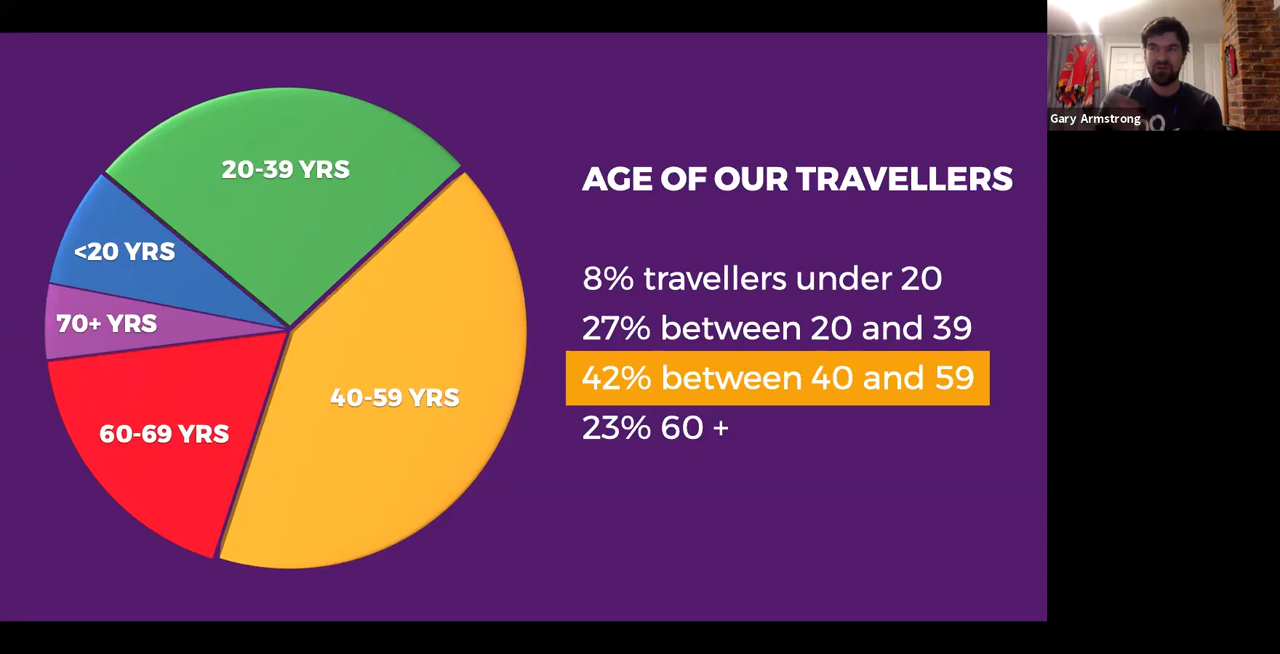 20-39 YRS
<20 YRS
70+ YRS
40-59 YRS
60-69 YRS
AGE OF OUR TRAVELLERS
8% travellers under 20
27% between 20 and 39
42% between 40 and 59
23% 60 +
Gary Armstrong